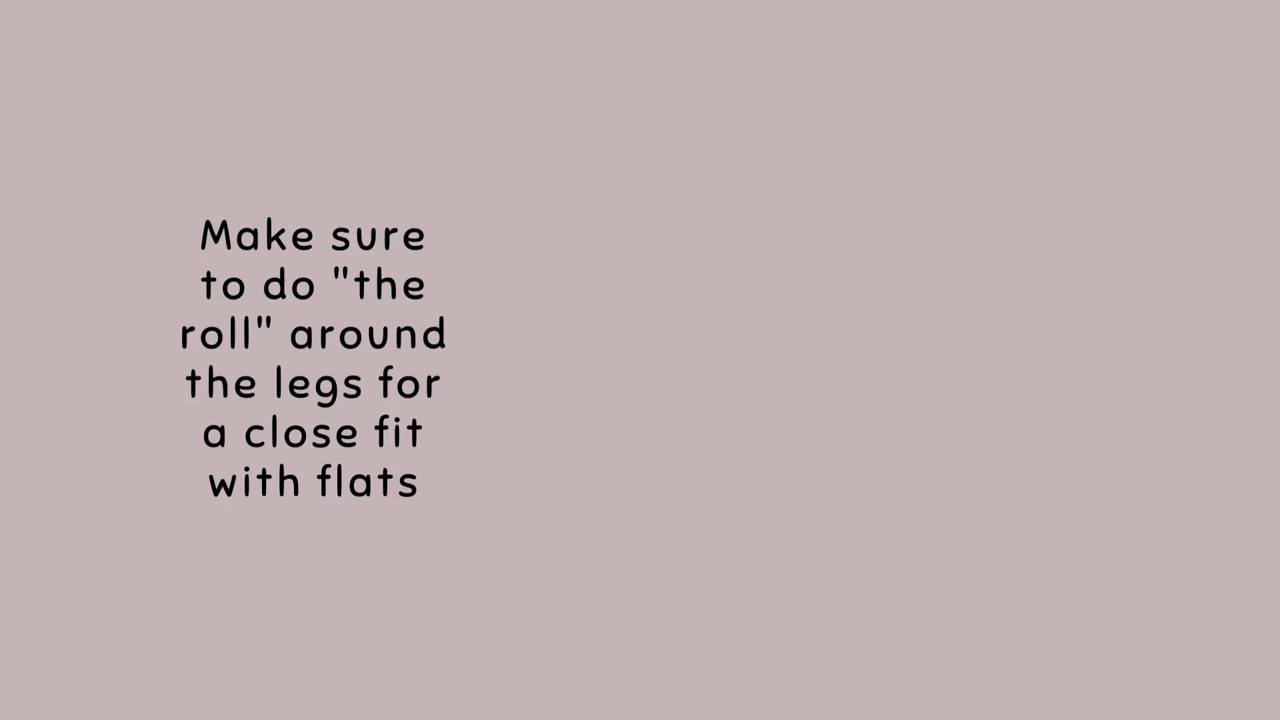 Make sure
to do "the
roll" around
the legs for
a close fit
with flats